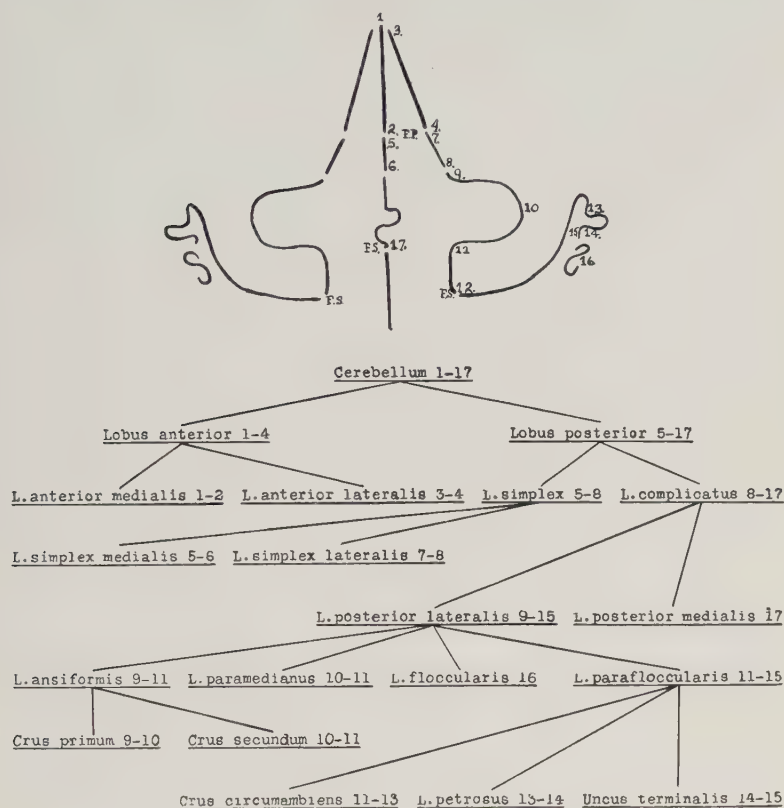 1
3.
2. F.P. 4.
5. 7.
6. 8.
9.
10
13
F.S. 17. 11 15 14.
16.
F.S. F.S. 12.
Cerebellum 1-17
Lobus anterior 1-4 Lobus posterior 5-17
L.anterior medialis 1-2 L.anterior lateralis 3-4 L.simplex 5-8 L.complicatus 8-17
L.simplex medialis 5-6 L.simplex lateralis 7-8
L.posterior lateralis 9-15 L.posterior medialis 17
L.ansiformis 9-11 L.paramedianus 10-11 L.floccularis 16 L.parafloccularis 11-15
Crus primum 9-10 Crus secundum 10-11
Crus circumambiens 11-13 L.petrosus 13-14 Uncus terminalis 14-15